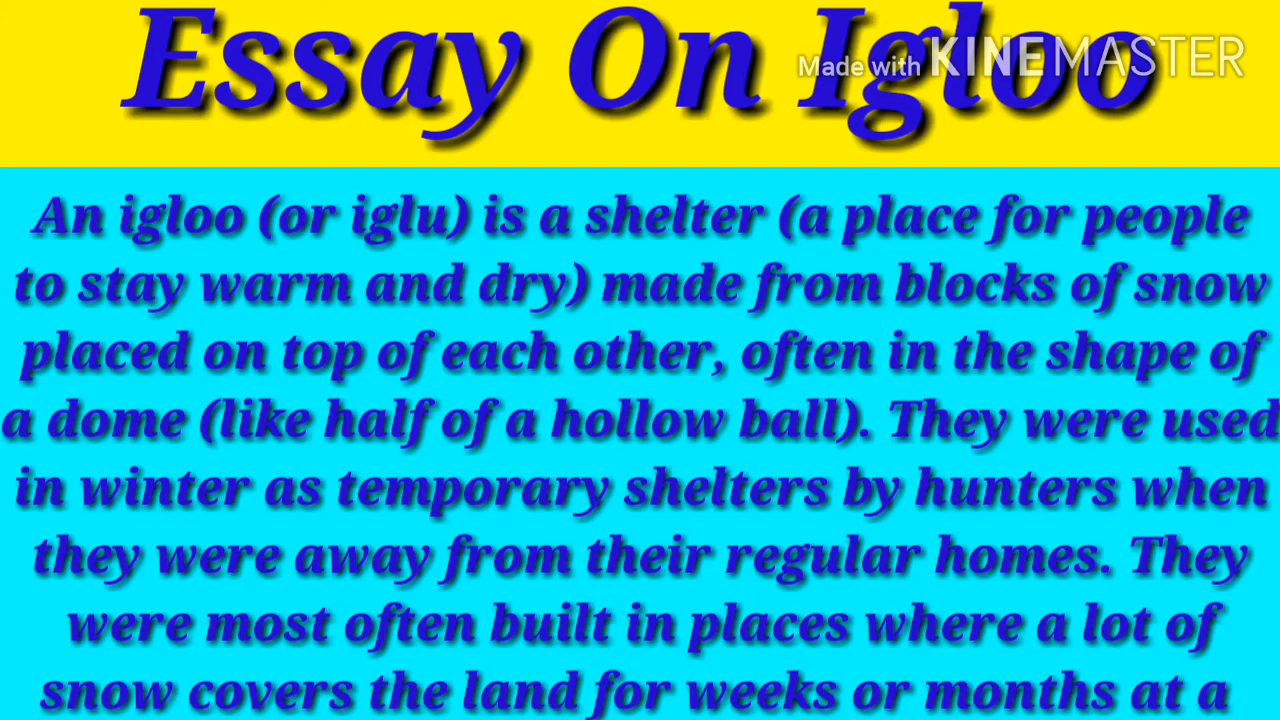 Essay On Igloo
Made with KINEMASTER
An igloo (or iglu) is a shelter (a place for people
to stay warm and dry) made from blocks of snow
placed on top of each other, often in the shape of
a dome (like half of a hollow ball). They were used
in winter as temporary shelters by hunters when
they were away from their regular homes. They
were most often built in places where a lot of
snow covers the land for weeks or months at a